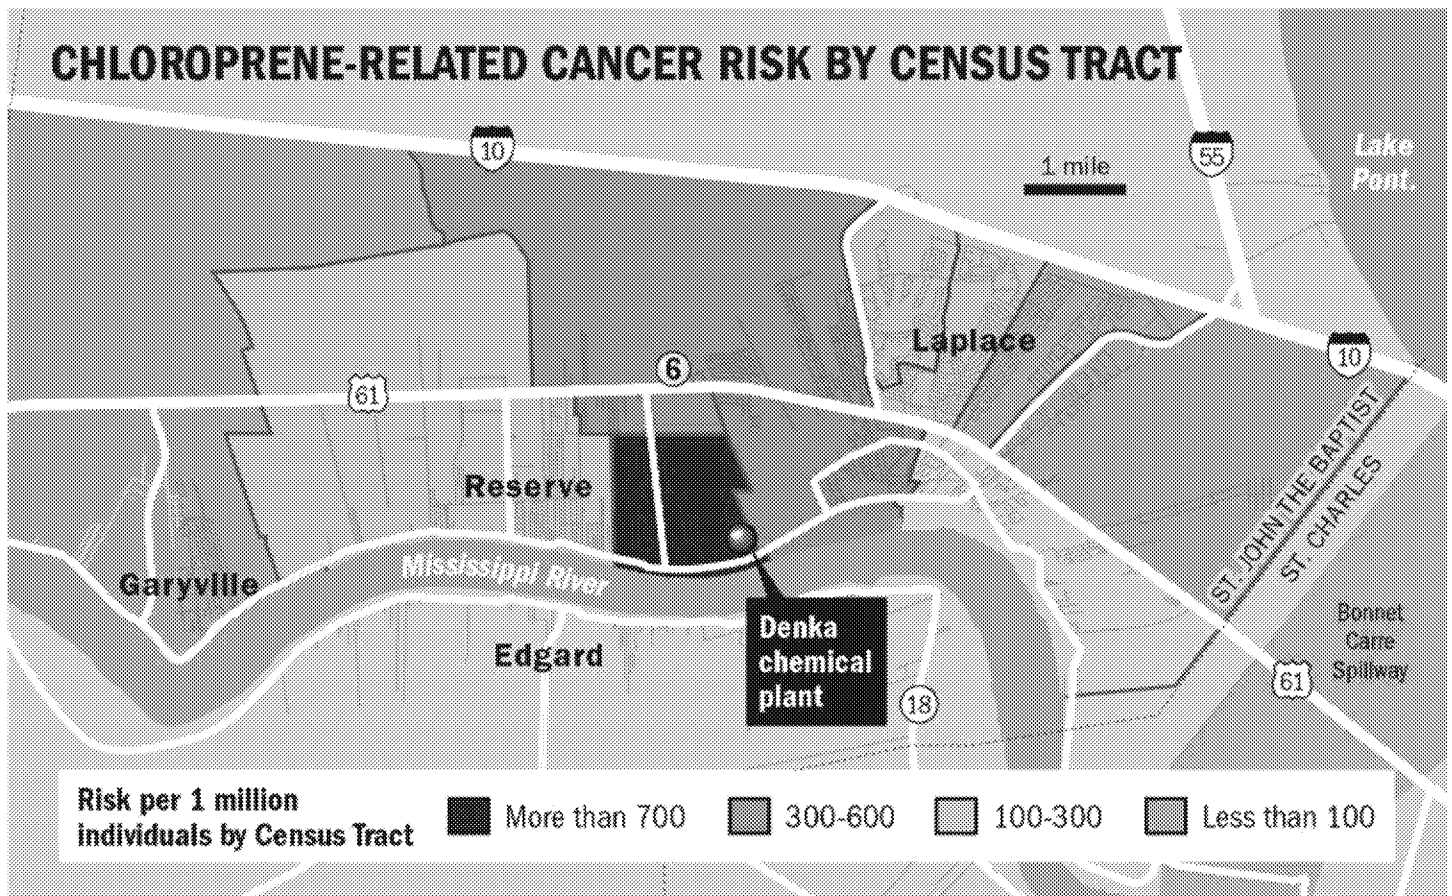 CHLOROPRENE-RELATED CANCER RISK BY CENSUS TRACT
10
55
Lake
Pont.
1 mile
Laplace
10
6
61
Reserve
ST. JOHN THE BAPTIST
ST. CHARLES
Garyville
Mississippi River
Edgard
Denka
chemical
plant
Bonnet
Carre
Spillway
61
18
Risk per 1 million
individuals by Census Tract
More than 700
300-600
100-300
Less than 100